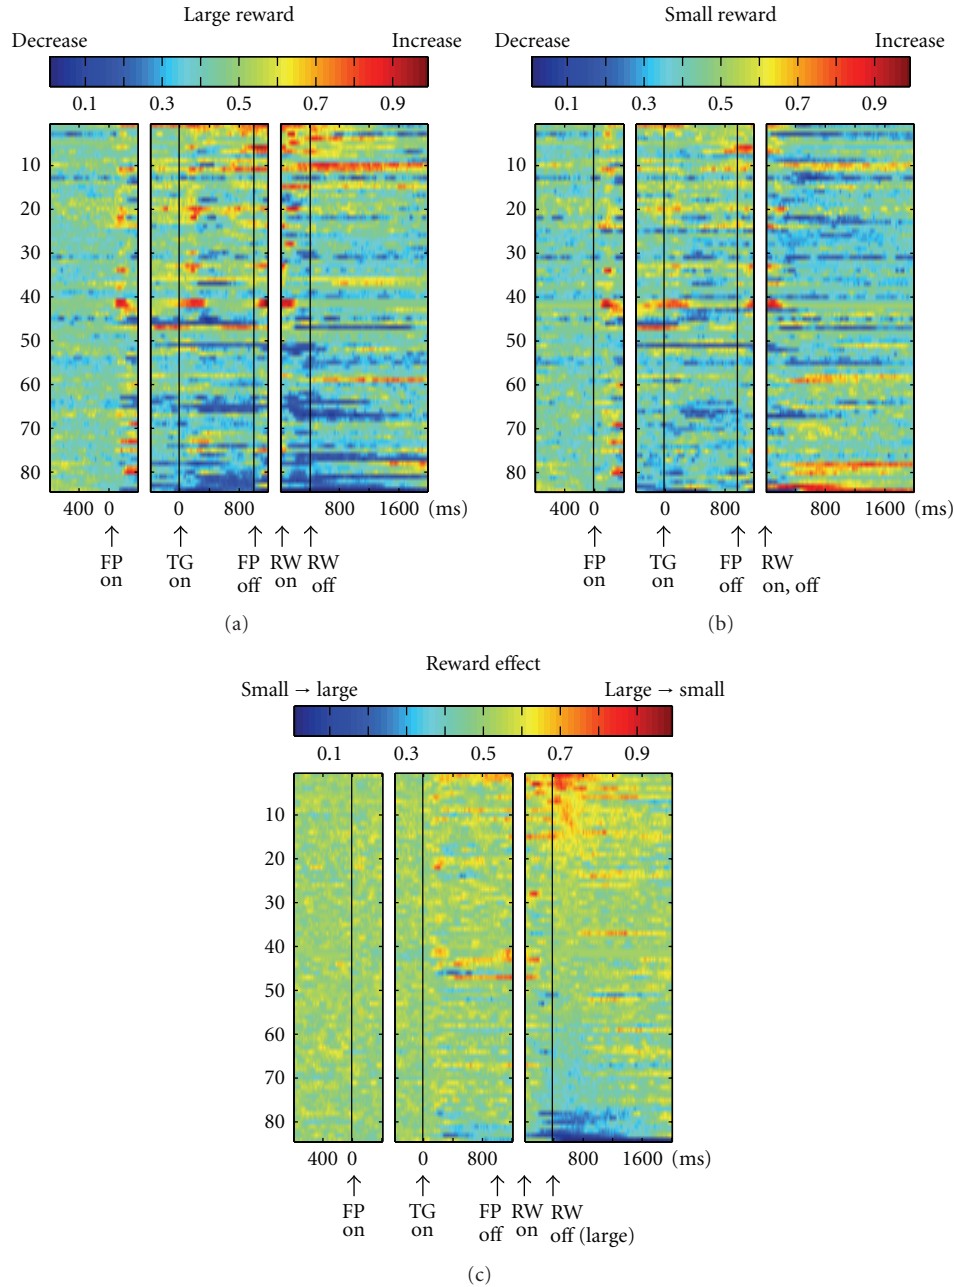 Large reward
Decrease Increase
0.1 0.3 0.5 0.7 0.9
10
20
30
40
50
60
70
80
400 0 0 800 800 1600 (ms)
FP on
TG on
FP off
RW on
RW off
(a)
Small reward
Decrease Increase
0.1 0.3 0.5 0.7 0.9
10
20
30
40
50
60
70
80
400 0 0 800 800 1600 (ms)
FP on
TG on
FP off
RW on, off
(b)
Reward effect
Small → large Large → small
0.1 0.3 0.5 0.7 0.9
10
20
30
40
50
60
70
80
400 0 0 800 800 1600 (ms)
FP on
TG on
FP off
RW on
RW off (large)
(c)